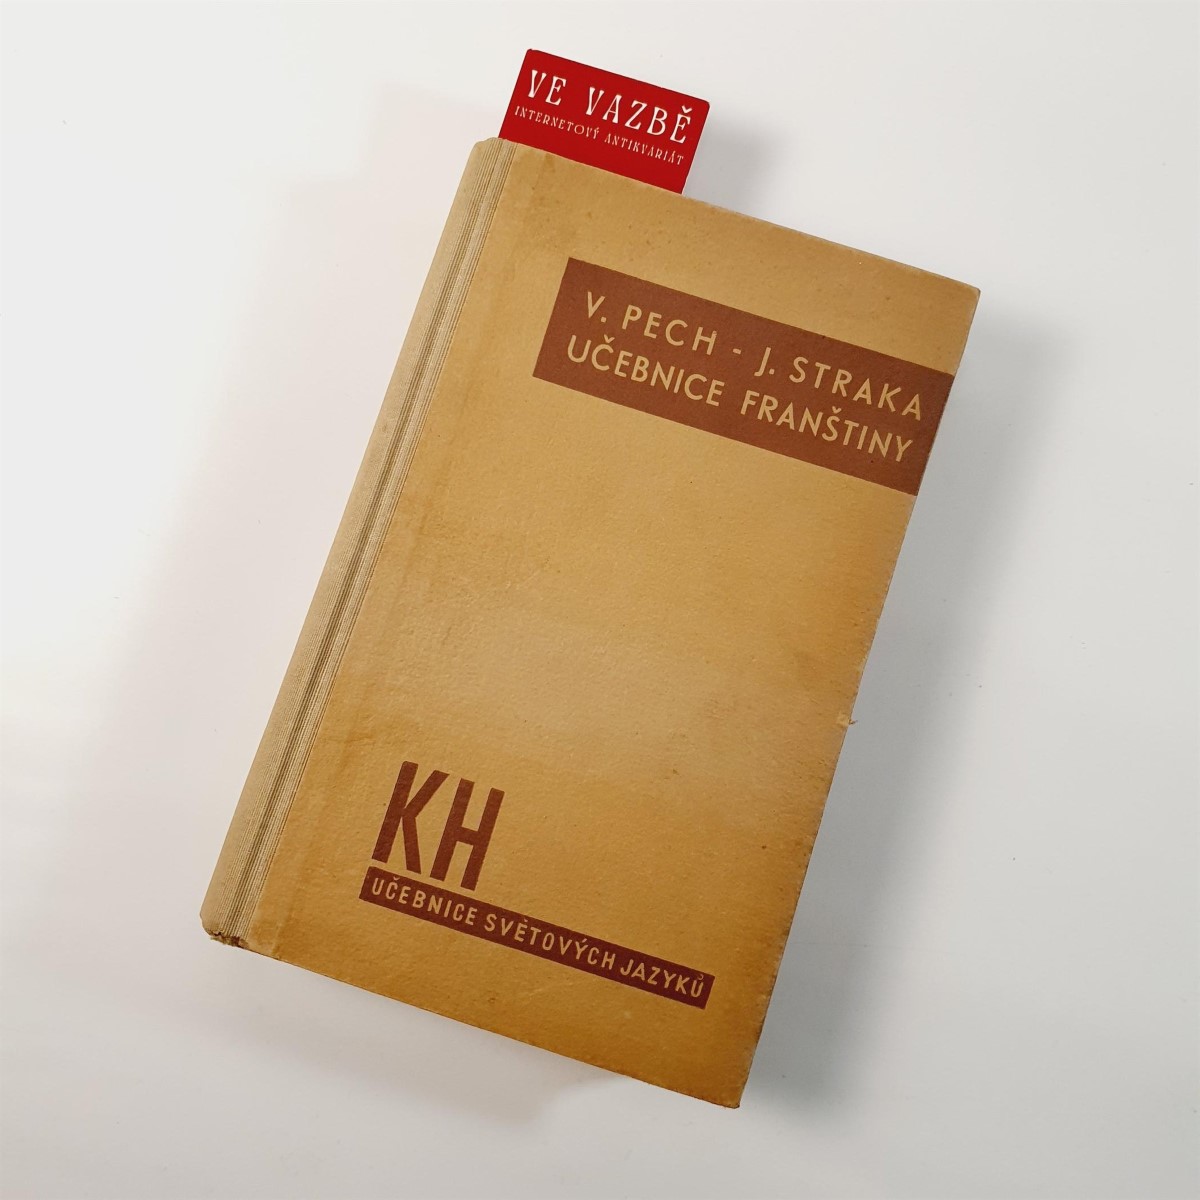 VE VAZBĚ
INTERNETOVÝ ANTIKVARIÁT
V. PECH - J. STRAKA
UČEBNICE FRANŠTINY
KH
UČEBNICE SVĚTOVÝCH JAZYKŮ